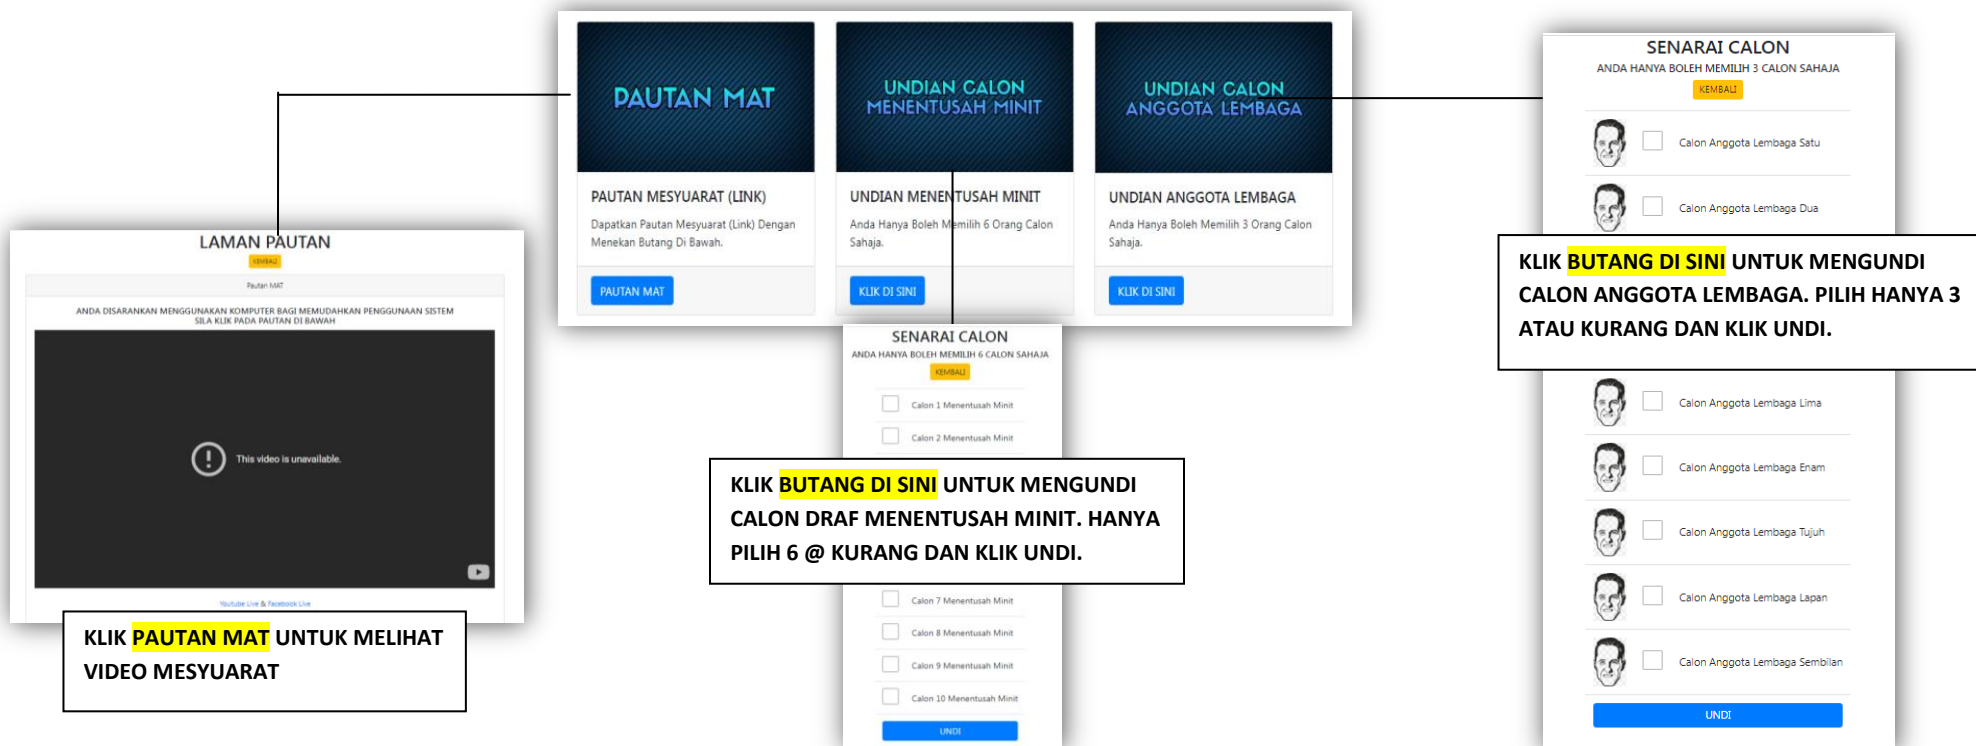 PAUTAN MAT
UNDIAN CALON
MENENTUSAH MINIT
UNDIAN CALON
ANGGOTA LEMBAGA
PAUTAN MESYUARAT (LINK)
Dapatkan Pautan Mesyuarat (Link) Dengan
Menekan Butang Di Bawah.
PAUTAN MAT
UNDIAN MENENTUSAH MINIT
Anda Hanya Boleh Memilih 6 Orang Calon
Sahaja.
KLIK DI SINI
UNDIAN ANGGOTA LEMBAGA
Anda Hanya Boleh Memilih 3 Orang Calon
Sahaja.
KLIK DI SINI
LAMAN PAUTAN
KEMBALI
Pautan MAT
ANDA DISARANKAN MENGGUNAKAN KOMPUTER BAGI MEMUDAHKAN PENGGUNAAN SISTEM
SILA KLIK PADA PAUTAN DI BAWAH
This video is unavailable.
Youtube Live & Facebook Live
KLIK PAUTAN MAT UNTUK MELIHAT
VIDEO MESYUARAT
SENARAI CALON
ANDA HANYA BOLEH MEMILIH 6 CALON SAHAJA
KEMBALI
Calon 1 Menentusah Minit
Calon 2 Menentusah Minit
KLIK BUTANG DI SINI UNTUK MENGUNDI
CALON DRAF MENENTUSAH MINIT. HANYA
PILIH 6 @ KURANG DAN KLIK UNDI.
Calon 7 Menentusah Minit
Calon 8 Menentusah Minit
Calon 9 Menentusah Minit
Calon 10 Menentusah Minit
UNDI
SENARAI CALON
ANDA HANYA BOLEH MEMILIH 3 CALON SAHAJA
KEMBALI
Calon Anggota Lembaga Satu
Calon Anggota Lembaga Dua
KLIK BUTANG DI SINI UNTUK MENGUNDI
CALON ANGGOTA LEMBAGA. PILIH HANYA 3
ATAU KURANG DAN KLIK UNDI.
Calon Anggota Lembaga Lima
Calon Anggota Lembaga Enam
Calon Anggota Lembaga Tujuh
Calon Anggota Lembaga Lapan
Calon Anggota Lembaga Sembilan
UNDI